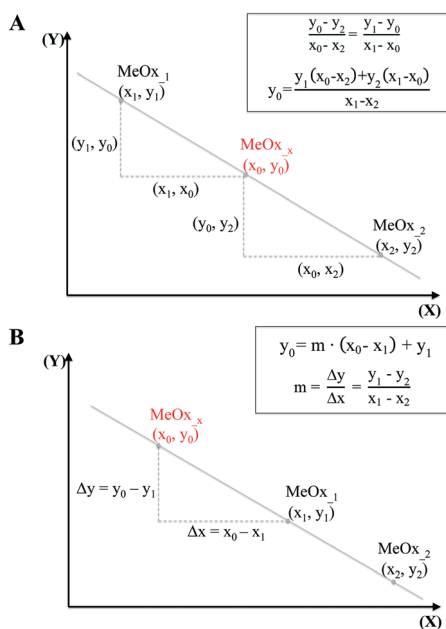 A
(Y)
y₀- y₂ / x₀- x₂ = y₁ - y₀ / x₁ - x₀
y₀= y₁(x₀-x₂)+y₂(x₁-x₀) / x₁-x₂
MeOx_1
(x₁, y₁)
(y₁, y₀)
MeOx_x
(x₀, y₀)
(x₁, x₀)
(y₀, y₂)
MeOx_2
(x₂, y₂)
(x₀, x₂)
(X)
B
(Y)
y₀= m · (x₀- x₁) + y₁
m = Δy / Δx = y₁ - y₂ / x₁ - x₂
MeOx_x
(x₀, y₀)
Δy = y₀ – y₁
MeOx_1
(x₁, y₁)
Δx = x₀ – x₁
MeOx_2
(x₂, y₂)
(X)